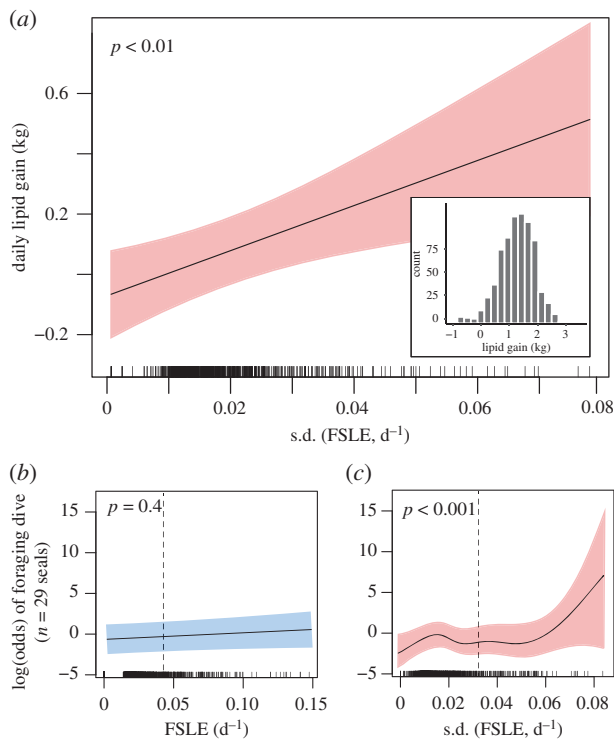 (a)
p < 0.01
daily lipid gain (kg)
0.6
0.2
−0.2
count
75
50
25
0
−1 0 1 2 3
lipid gain (kg)
0 0.02 0.04 0.06 0.08
s.d. (FSLE, d⁻¹)
(b)
p = 0.4
log(odds) of foraging dive
(n = 29 seals)
15
10
5
0
−5
0 0.05 0.10 0.15
FSLE (d⁻¹)
(c)
p < 0.001
15
10
5
0
−5
0 0.02 0.04 0.06 0.08
s.d. (FSLE, d⁻¹)